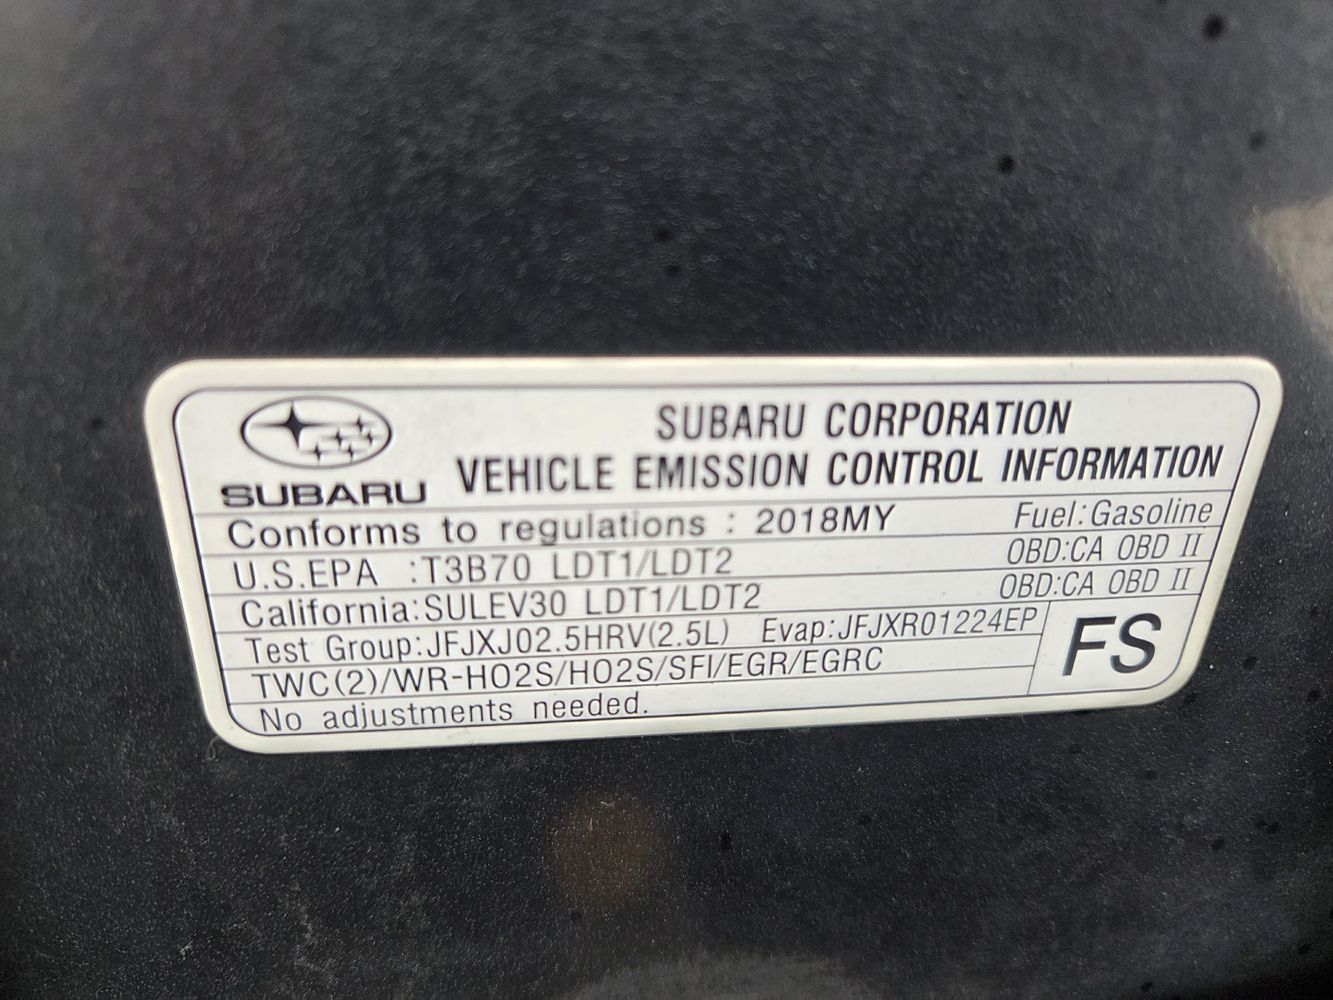 SUBARU CORPORATION
SUBARU VEHICLE EMISSION CONTROL INFORMATION
Conforms to regulations : 2018MY Fuel:Gasoline
U.S.EPA :T3B70 LDT1/LDT2 OBD:CA OBD II
California:SULEV30 LDT1/LDT2 OBD:CA OBD II
Test Group:JFJXJ02.5HRV(2.5L) Evap:JFJXR01224EP
TWC(2)/WR-HO2S/HO2S/SFI/EGR/EGRC
No adjustments needed.
FS